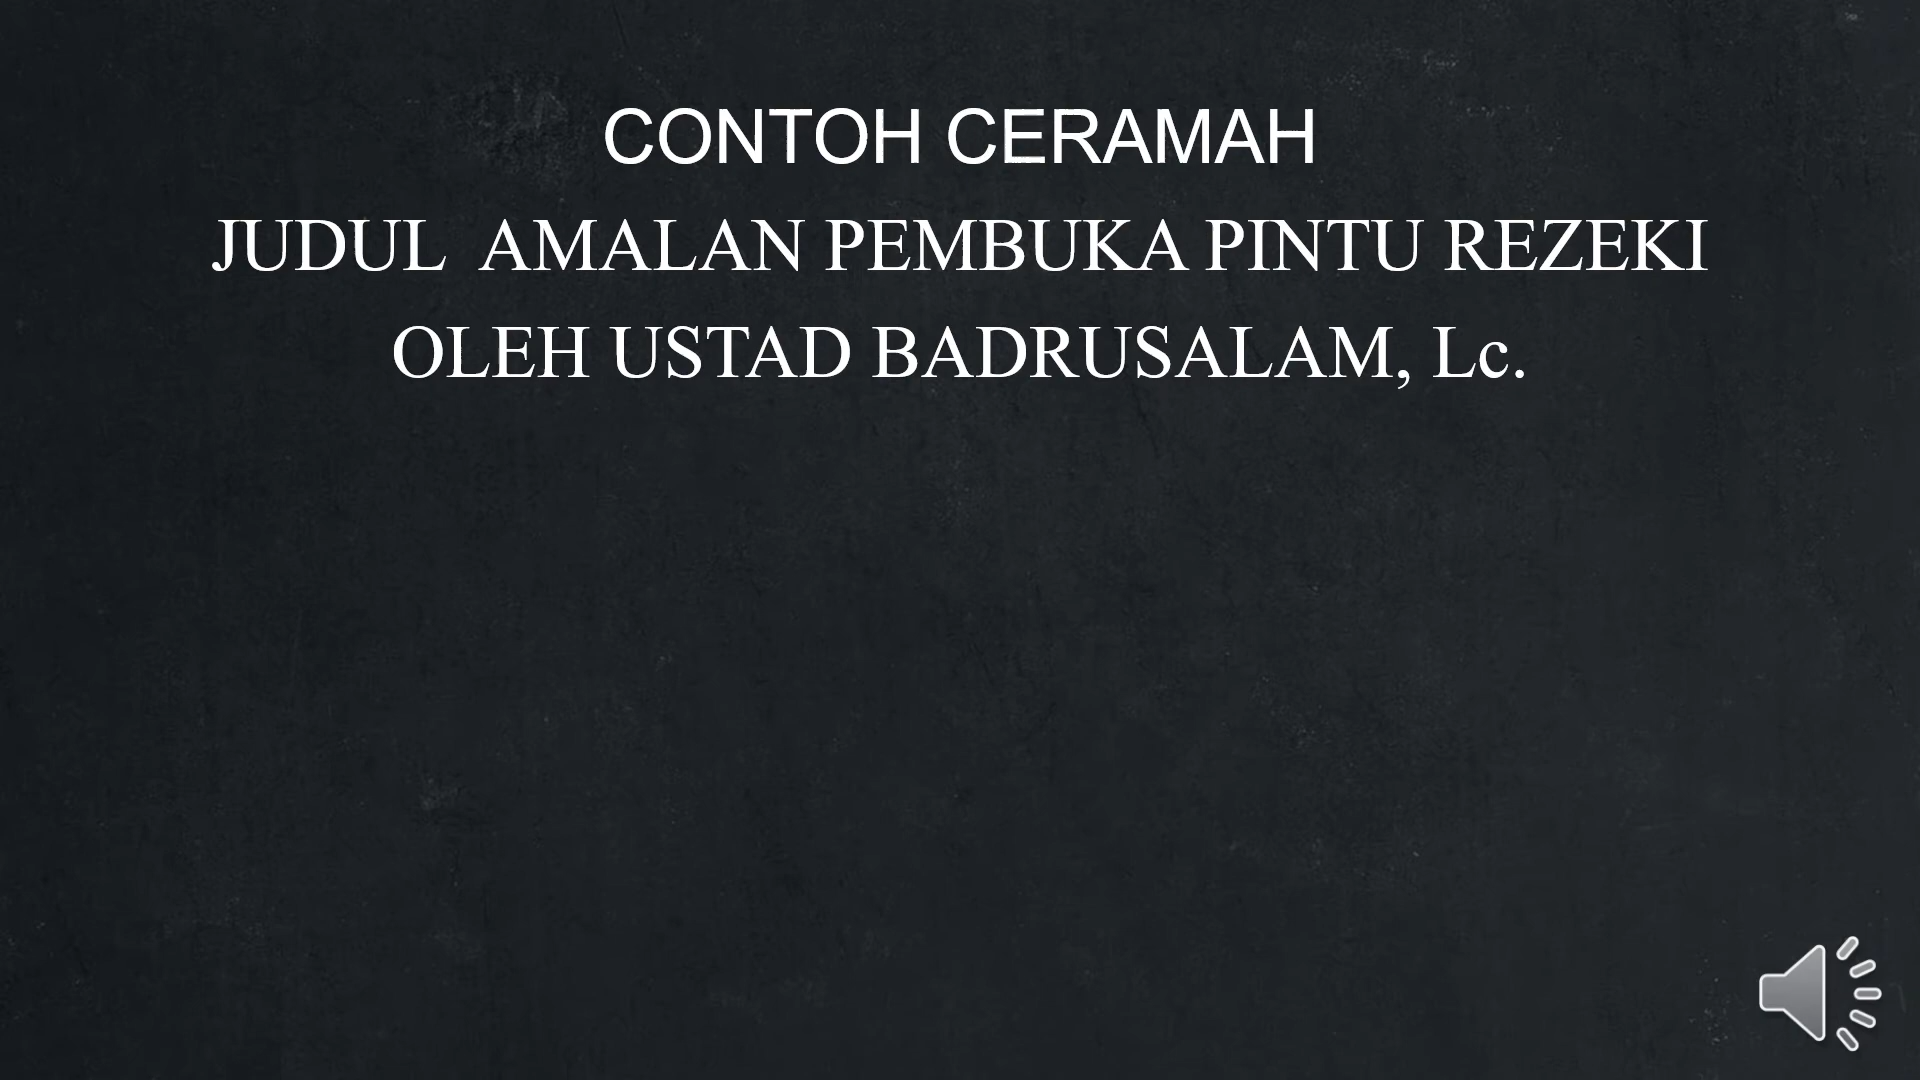 CONTOH CERAMAH
JUDUL  AMALAN PEMBUKA PINTU REZEKI
OLEH USTAD BADRUSALAM, Lc.